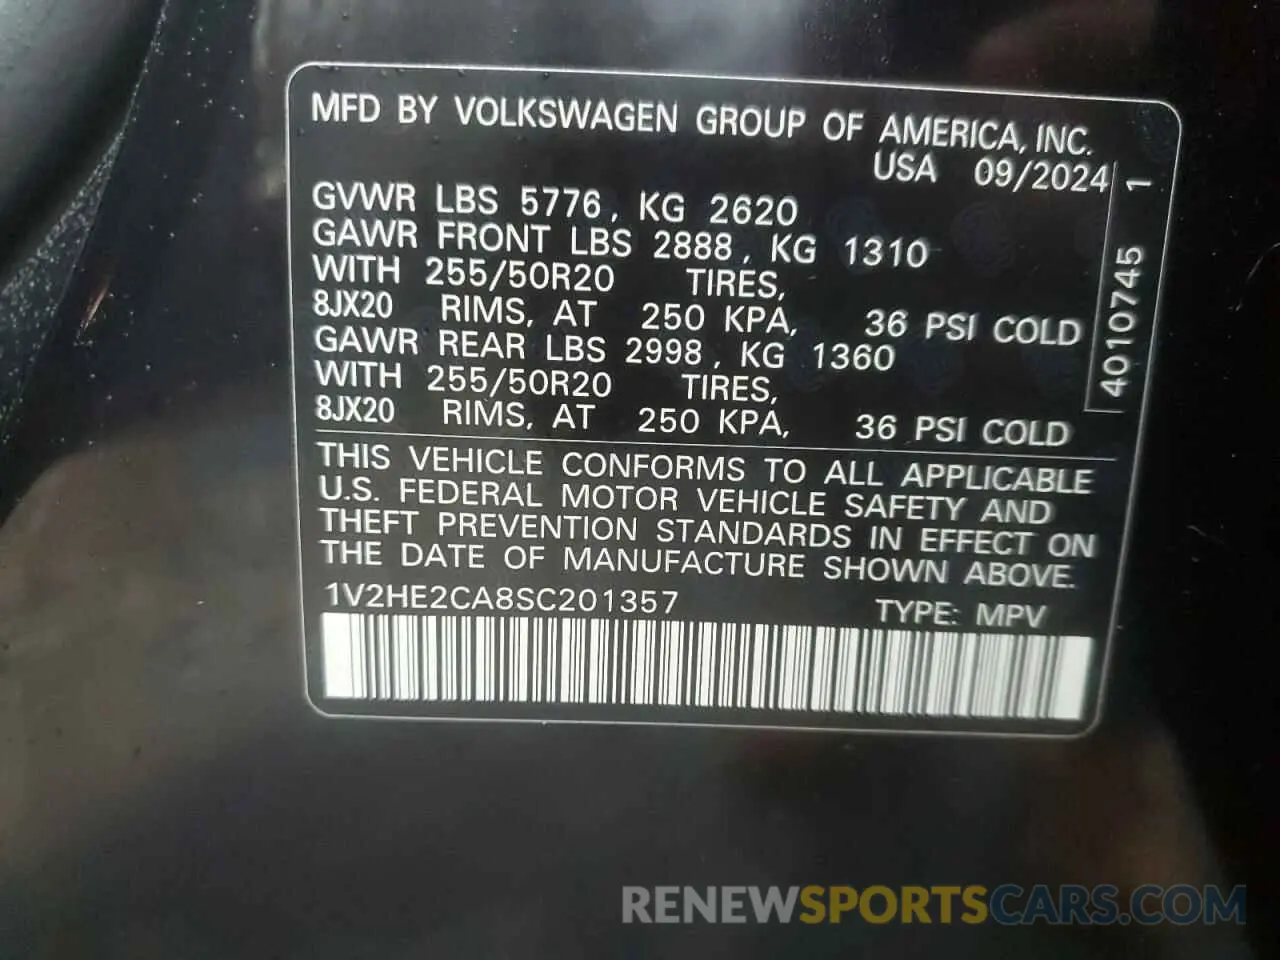 MFD BY VOLKSWAGEN GROUP OF AMERICA, INC.
USA 09/2024
GVWR LBS 5776, KG 2620
GAWR FRONT LBS 2888, KG 1310
WITH 255/50R20 TIRES,
8JX20 RIMS, AT 250 KPA, 36 PSI COLD
GAWR REAR LBS 2998, KG 1360
WITH 255/50R20 TIRES,
8JX20 RIMS, AT 250 KPA, 36 PSI COLD
4010745 1
THIS VEHICLE CONFORMS TO ALL APPLICABLE
U.S. FEDERAL MOTOR VEHICLE SAFETY AND
THEFT PREVENTION STANDARDS IN EFFECT ON
THE DATE OF MANUFACTURE SHOWN ABOVE.
1V2HE2CA8SC201357 TYPE: MPV
RENEWSPORTSCARS.COM